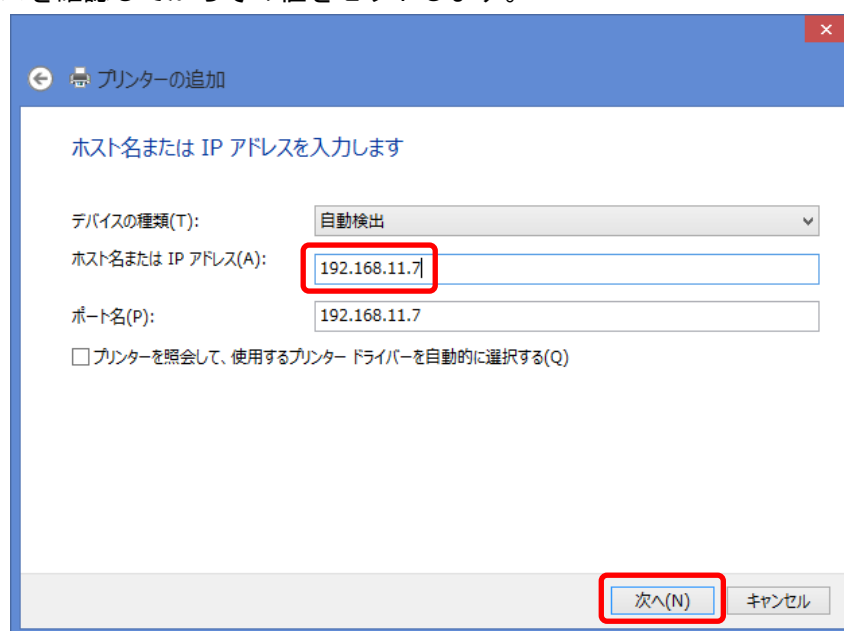 プリンターの追加
ホスト名または IP アドレスを入力します
デバイスの種類(T):
自動検出
ホスト名または IP アドレス(A):
192.168.11.7
ポート名(P):
192.168.11.7
プリンターを照会して、使用するプリンター ドライバーを自動的に選択する(Q)
次へ(N)
キャンセル